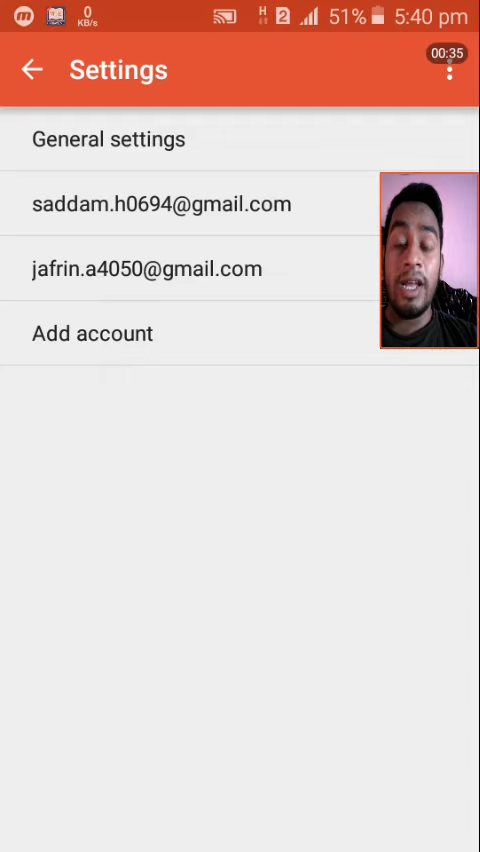 0
KB/s
H
2
51%
5:40 pm
Settings
00:35
General settings
saddam.h0694@gmail.com
jafrin.a4050@gmail.com
Add account